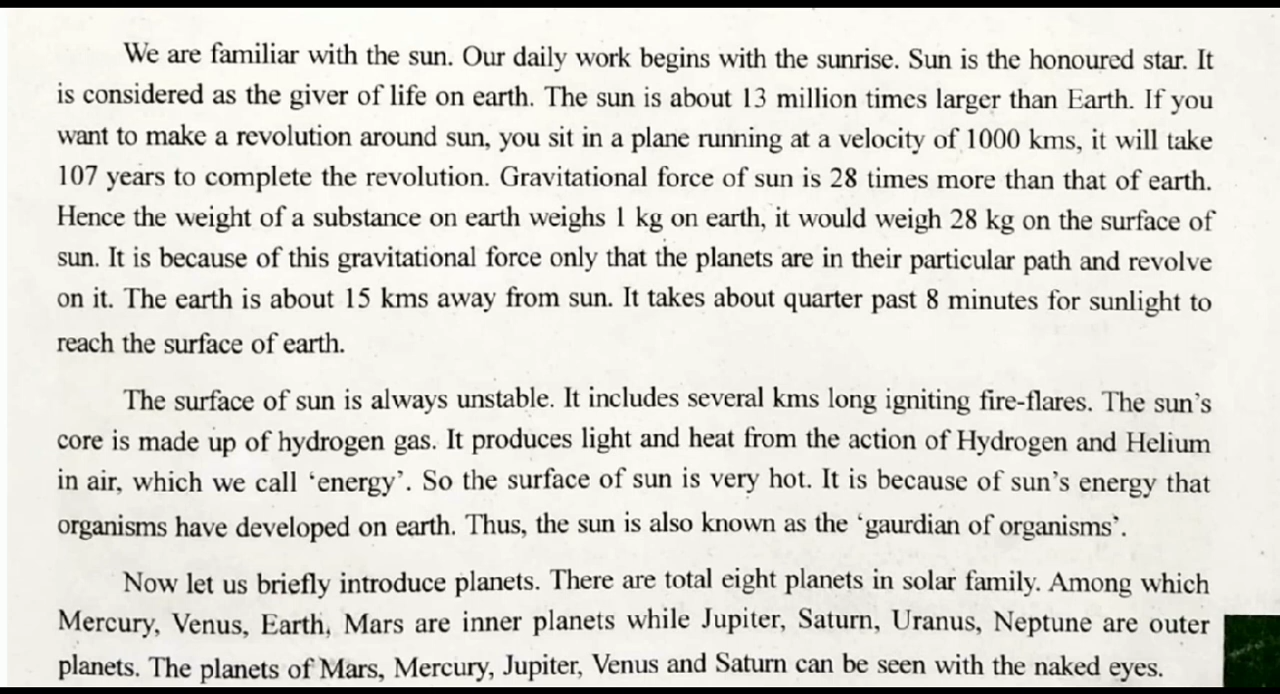 We are familiar with the sun. Our daily work begins with the sunrise. Sun is the honoured star. It
is considered as the giver of life on earth. The sun is about 13 million times larger than Earth. If you
want to make a revolution around sun, you sit in a plane running at a velocity of 1000 kms, it will take
107 years to complete the revolution. Gravitational force of sun is 28 times more than that of earth.
Hence the weight of a substance on earth weighs 1 kg on earth, it would weigh 28 kg on the surface of
sun. It is because of this gravitational force only that the planets are in their particular path and revolve
on it. The earth is about 15 kms away from sun. It takes about quarter past 8 minutes for sunlight to
reach the surface of earth.
The surface of sun is always unstable. It includes several kms long igniting fire-flares. The sun's
core is made up of hydrogen gas. It produces light and heat from the action of Hydrogen and Helium
in air, which we call 'energy'. So the surface of sun is very hot. It is because of sun's energy that
organisms have developed on earth. Thus, the sun is also known as the 'gaurdian of organisms'.
Now let us briefly introduce planets. There are total eight planets in solar family. Among which
Mercury, Venus, Earth, Mars are inner planets while Jupiter, Saturn, Uranus, Neptune are outer
planets. The planets of Mars, Mercury, Jupiter, Venus and Saturn can be seen with the naked eyes.